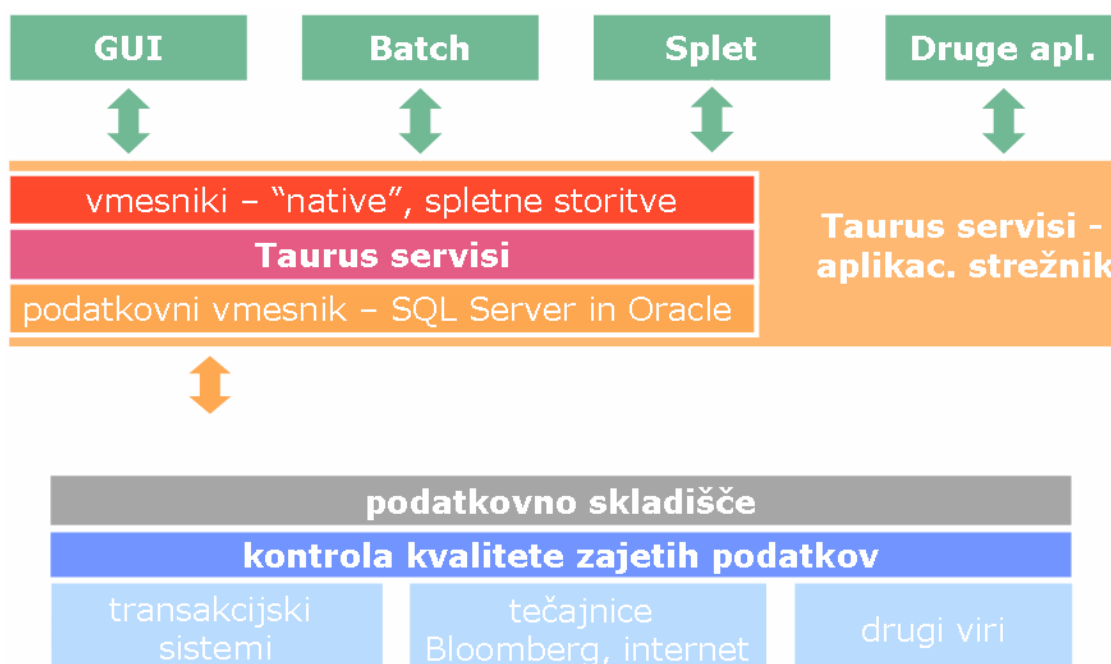 GUI
Batch
Splet
Druge apl.
vmesniki – “native”, spletne storitve
Taurus servisi
podatkovni vmesnik – SQL Server in Oracle
Taurus servisi -
aplikac. strežnik
podatkovno skladišče
kontrola kvalitete zajetih podatkov
transakcijski
sistemi
tečajnice
Bloomberg, internet
drugi viri